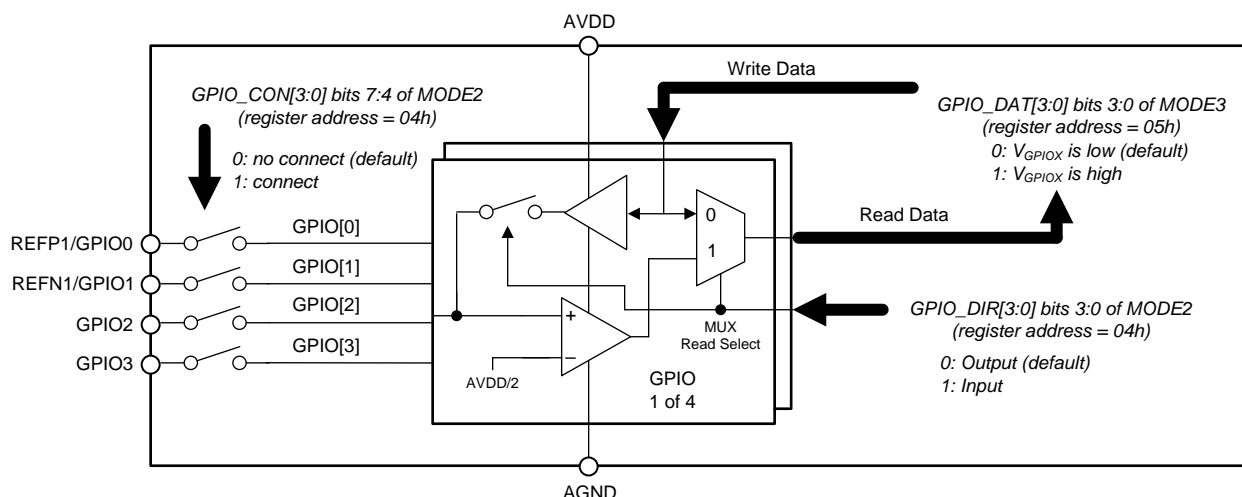 AVDD
Write Data
GPIO_CON[3:0] bits 7:4 of MODE2
(register address = 04h)
0: no connect (default)
1: connect
GPIO_DAT[3:0] bits 3:0 of MODE3
(register address = 05h)
0: VGPIOX is low (default)
1: VGPIOX is high
Read Data
REFP1/GPIO0
REFN1/GPIO1
GPIO2
GPIO3
GPIO[0]
GPIO[1]
GPIO[2]
GPIO[3]
0
1
+
−
AVDD/2
MUX
Read Select
GPIO
1 of 4
GPIO_DIR[3:0] bits 3:0 of MODE2
(register address = 04h)
0: Output (default)
1: Input
AGND